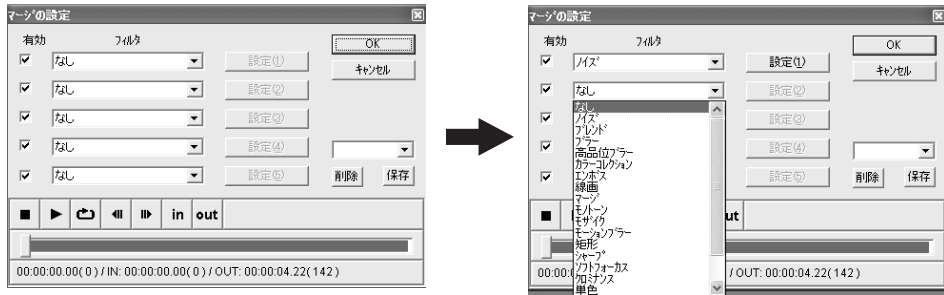 マージの設定
有効 フィルタ
なし 設定(1) OK
キャンセル
なし 設定(2)
なし 設定(3)
なし 設定(4)
なし 設定(5) 削除 保存
in out
00:00:00.00( 0 ) / IN: 00:00:00.00( 0 ) / OUT: 00:00:04.22( 142 )
マージの設定
有効 フィルタ
ノイズ 設定(1) OK
キャンセル
なし 設定(2)
なし
ノイズ 設定(3)
ブレンド
ブラー
高品位ブラー 設定(4)
カラーコレクション
エンボス 設定(5) 削除 保存
線画
マージ
モノトーン
モザイク ut
モーションブラー
矩形
シャープ
ソフトフォーカス
00:00:0 / OUT: 00:00:04.22( 142 )
クロミナンス
単色